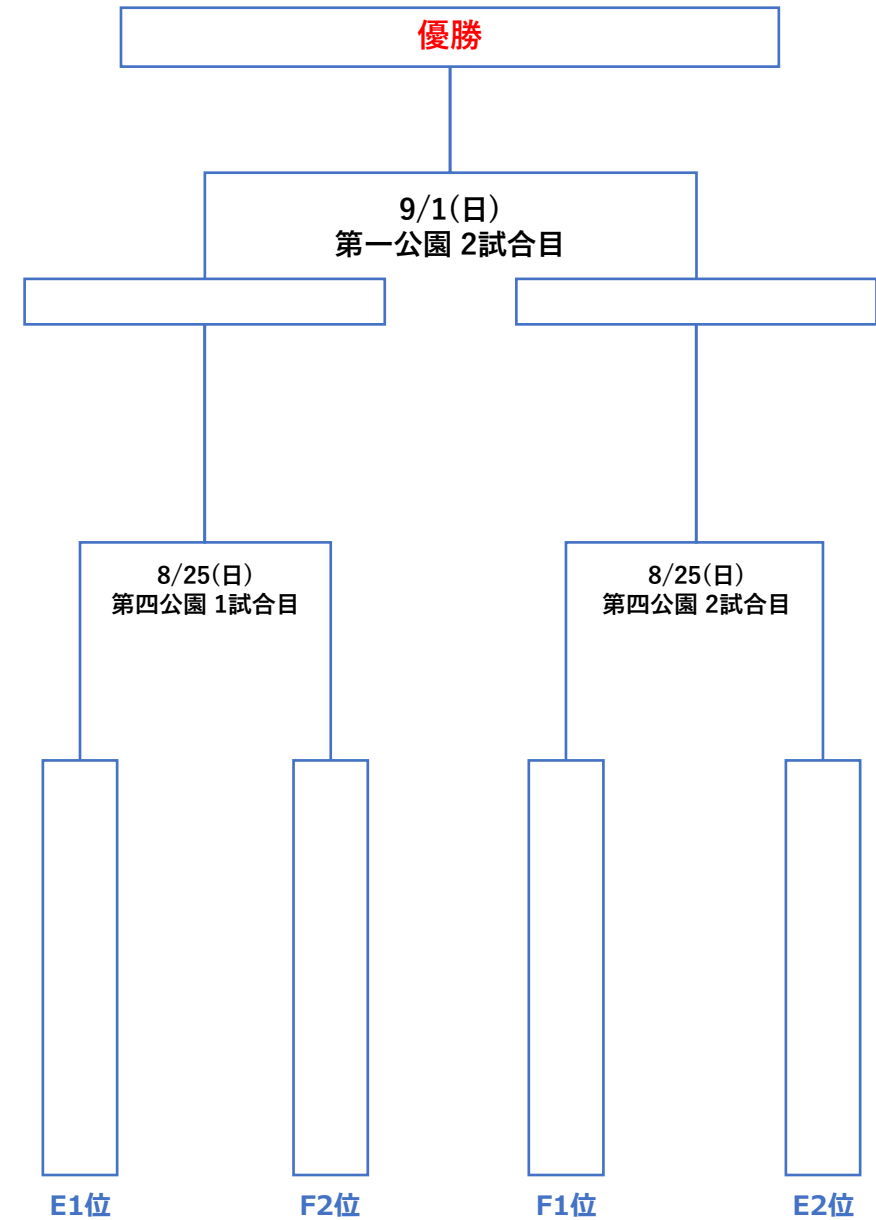 優勝
9/1(日)
第一公園 2試合目
8/25(日)
第四公園 1試合目
8/25(日)
第四公園 2試合目
E1位
F2位
F1位
E2位